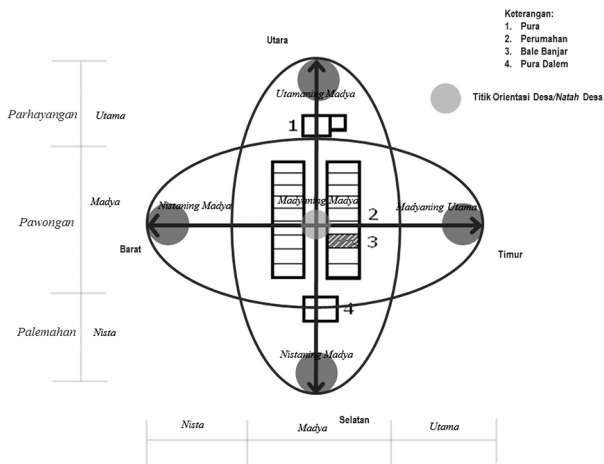 Keterangan:
1. Pura
2. Perumahan
3. Bale Banjar
4. Pura Dalem
Titik Orientasi Desa/Natah Desa
Utara
Utamaning Madya
Parhayangan Utama
1
Madya
Nistaning Madya
Madyaning Madya
Madyaning Utama
2
Pawongan
3
Barat
Timur
4
Palemahan Nista
Nistaning Madya
Selatan
Nista Madya Utama